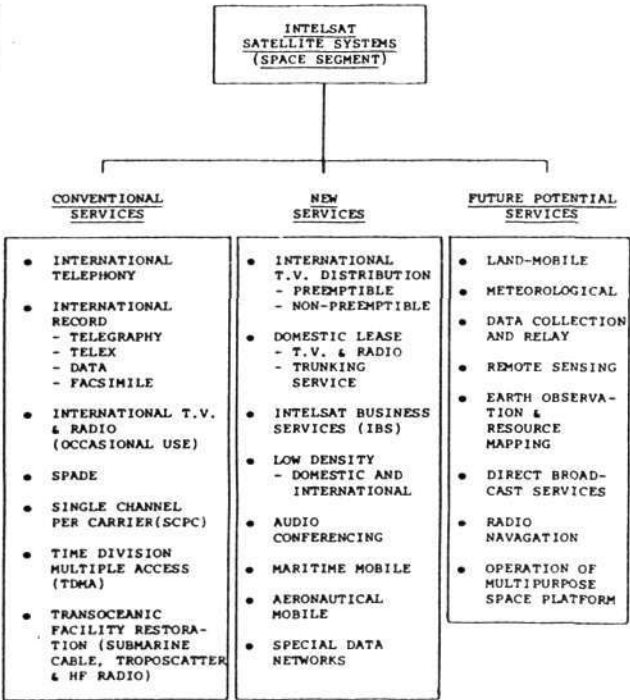 INTELSAT
SATELLITE SYSTEMS
(SPACE SEGMENT)
CONVENTIONAL
SERVICES
● INTERNATIONAL
TELEPHONY
● INTERNATIONAL
RECORD
- TELEGRAPHY
- TELEX
- DATA
- FACSIMILE
● INTERNATIONAL T.V.
& RADIO
(OCCASIONAL USE)
● SPADE
● SINGLE CHANNEL
PER CARRIER(SCPC)
● TIME DIVISION
MULTIPLE ACCESS
(TDMA)
● TRANSOCEANIC
FACILITY RESTORA-
TION (SUBMARINE
CABLE, TROPOSCATTER
& HF RADIO)
NEW
SERVICES
● INTERNATIONAL
T.V. DISTRIBUTION
- PREEMPTIBLE
- NON-PREEMPTIBLE
● DOMESTIC LEASE
- T.V. & RADIO
- TRUNKING
SERVICE
● INTELSAT BUSINESS
SERVICES (IBS)
● LOW DENSITY
- DOMESTIC AND
INTERNATIONAL
● AUDIO
CONFERENCING
● MARITIME MOBILE
● AERONAUTICAL
MOBILE
● SPECIAL DATA
NETWORKS
FUTURE POTENTIAL
SERVICES
● LAND-MOBILE
● METEOROLOGICAL
● DATA COLLECTION
AND RELAY
● REMOTE SENSING
● EARTH OBSERVA-
TION &
RESOURCE
MAPPING
● DIRECT BROAD-
CAST SERVICES
● RADIO
NAVAGATION
● OPERATION OF
MULTIPURPOSE
SPACE PLATFORM